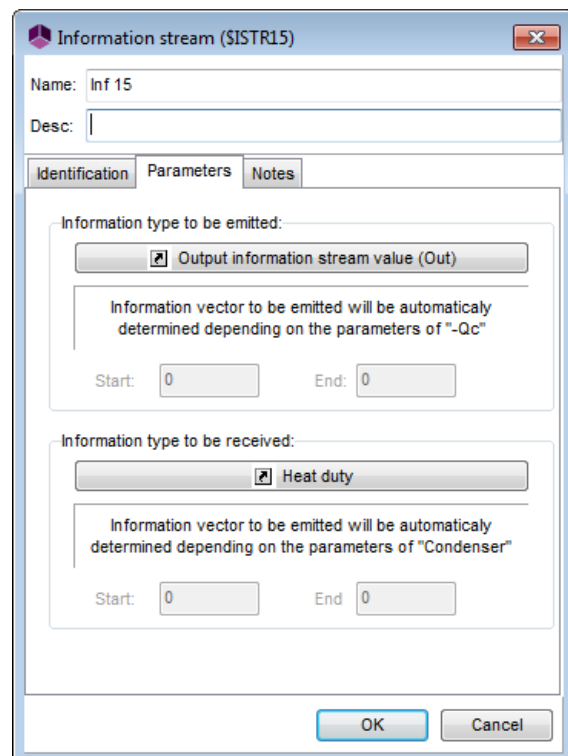 Information stream ($ISTR15)
Name: Inf 15
Desc:
Identification Parameters Notes
Information type to be emitted:
Output information stream value (Out)
Information vector to be emitted will be automaticaly
determined depending on the parameters of "-Qc"
Start: 0 End: 0
Information type to be received:
Heat duty
Information vector to be emitted will be automaticaly
determined depending on the parameters of "Condenser"
Start: 0 End 0
OK Cancel